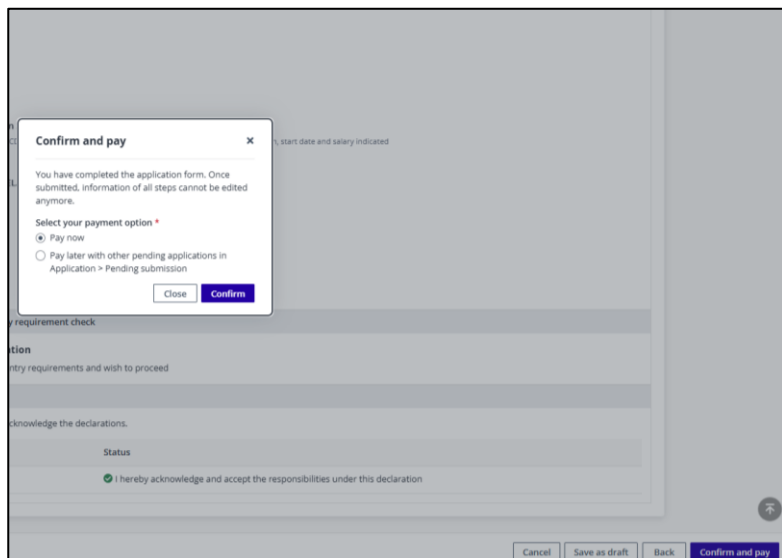 Confirm and pay
You have completed the application form. Once
submitted, information of all steps cannot be edited
anymore.
Select your payment option *
Pay now
Pay later with other pending applications in
Application > Pending submission
Close Confirm
n
, start date and salary indicated
y requirement check
ation
ntry requirements and wish to proceed
cknowledge the declarations.
Status
I hereby acknowledge and accept the responsibilities under this declaration
Cancel Save as draft Back Confirm and pay